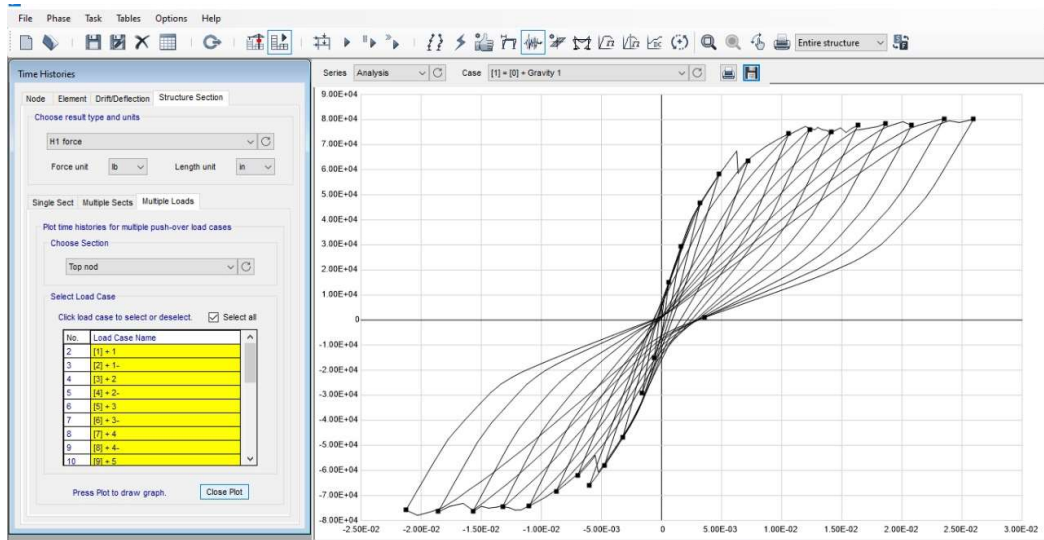 File Phase Task Tables Options Help
Entire structure
Time Histories
Series Analysis Case [1] = [0] + Gravity 1
Node Element Drift/Deflection Structure Section
Choose result type and units
H1 force
Force unit lb Length unit in
Single Sect Multiple Sects Multiple Loads
Plot time histories for multiple push-over load cases
Choose Section
Top nod
Select Load Case
Click load case to select or deselect. Select all
No. Load Case Name
2 [1] + 1
3 [2] + 1-
4 [3] + 2
5 [4] + 2-
6 [5] + 3
7 [6] + 3-
8 [7] + 4
9 [8] + 4-
10 [9] + 5
Press Plot to draw graph. Close Plot
9.00E+04
8.00E+04
7.00E+04
6.00E+04
5.00E+04
4.00E+04
3.00E+04
2.00E+04
1.00E+04
0
-1.00E+04
-2.00E+04
-3.00E+04
-4.00E+04
-5.00E+04
-6.00E+04
-7.00E+04
-8.00E+04
-2.50E-02 -2.00E-02 -1.50E-02 -1.00E-02 -5.00E-03 0 5.00E-03 1.00E-02 1.50E-02 2.00E-02 2.50E-02 3.00E-02